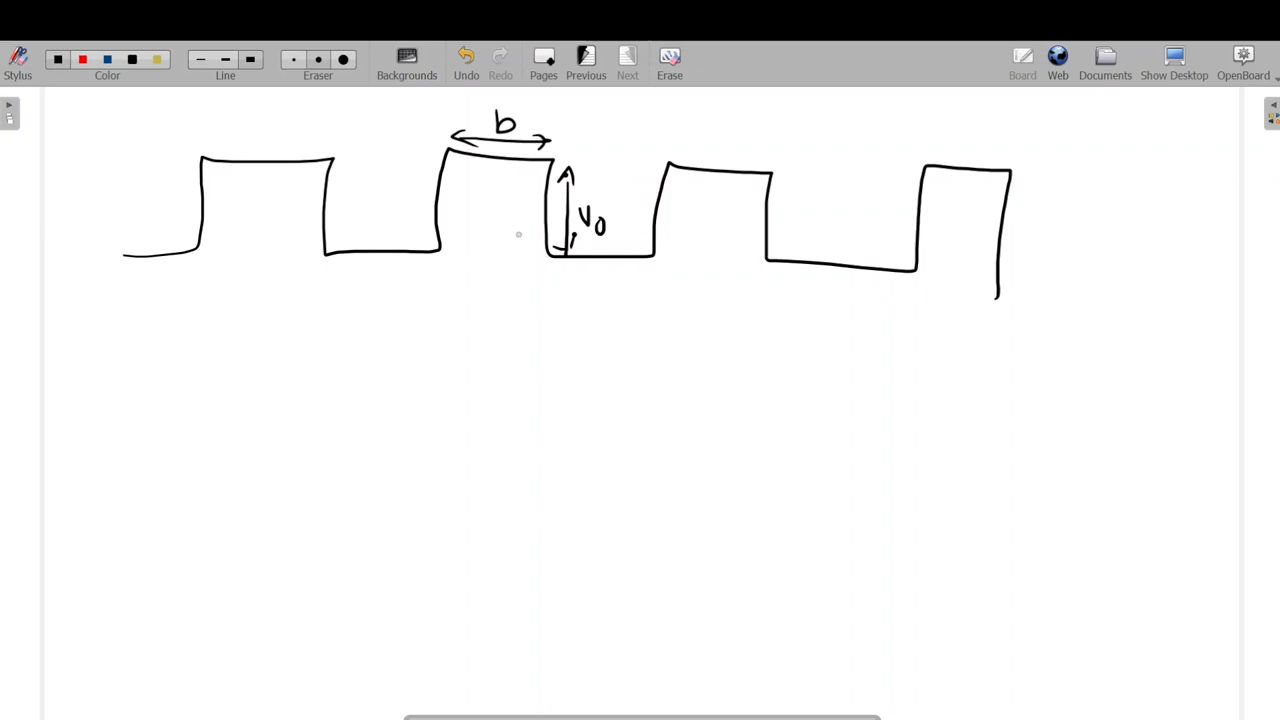 Stylus Color Line Eraser Backgrounds Undo Redo Pages Previous Next Erase Board Web Documents Show Desktop OpenBoard
b
V0